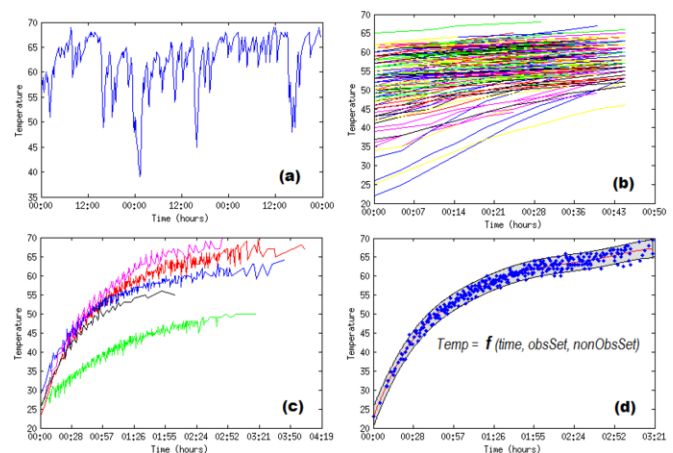 70
65
60
55
50
45
40
35
Temperature
00:00 12:00 00:00 12:00 00:00 12:00 00:00
Time (hours)
(a)
70
65
60
55
50
45
40
35
30
25
20
Temperature
00:00 00:07 00:14 00:21 00:28 00:36 00:43 00:50
Time (hours)
(b)
70
65
60
55
50
45
40
35
30
25
20
Temperature
00:00 00:28 00:57 01:26 01:55 02:24 02:52 03:21 03:50 04:19
Time (hours)
(c)
70
65
60
55
50
45
40
35
30
25
20
Temperature
Temp = f (time, obsSet, nonObsSet)
00:00 00:28 00:57 01:26 01:55 02:24 02:52 03:21
Time (hours)
(d)